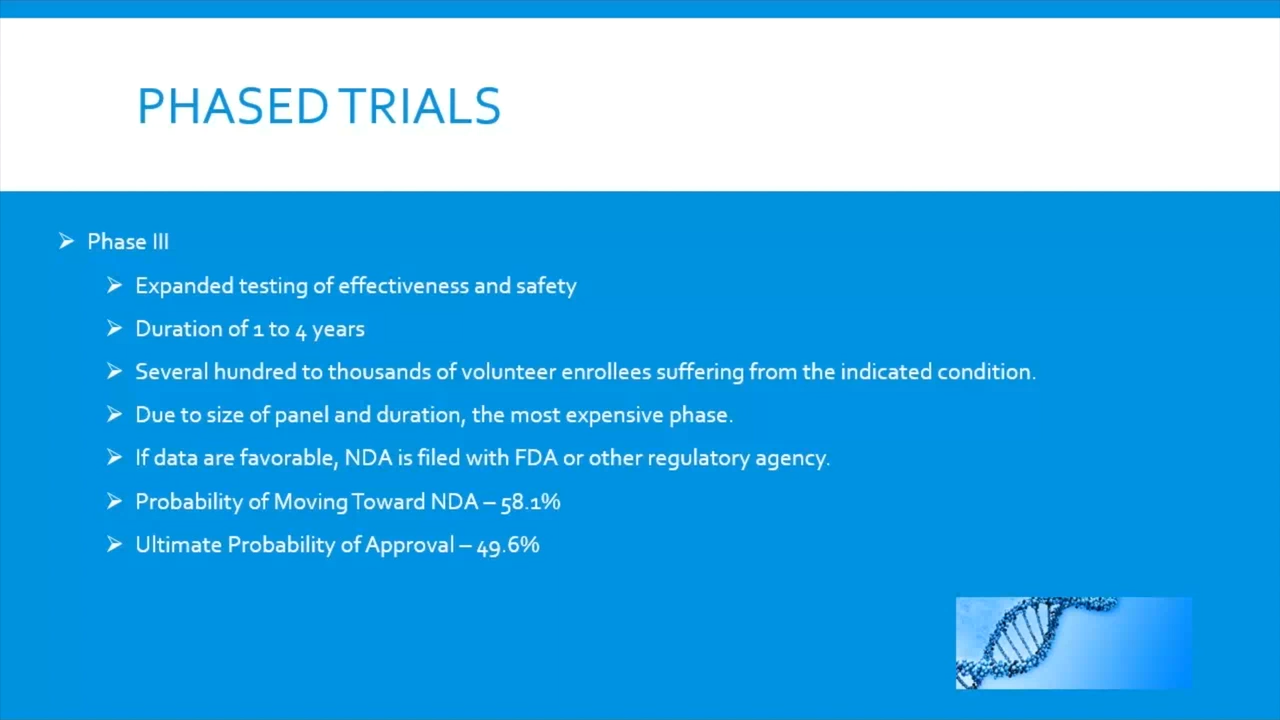 PHASED TRIALS
Phase III
Expanded testing of effectiveness and safety
Duration of 1 to 4 years
Several hundred to thousands of volunteer enrollees suffering from the indicated condition.
Due to size of panel and duration, the most expensive phase.
If data are favorable, NDA is filed with FDA or other regulatory agency.
Probability of Moving Toward NDA – 58.1%
Ultimate Probability of Approval – 49.6%